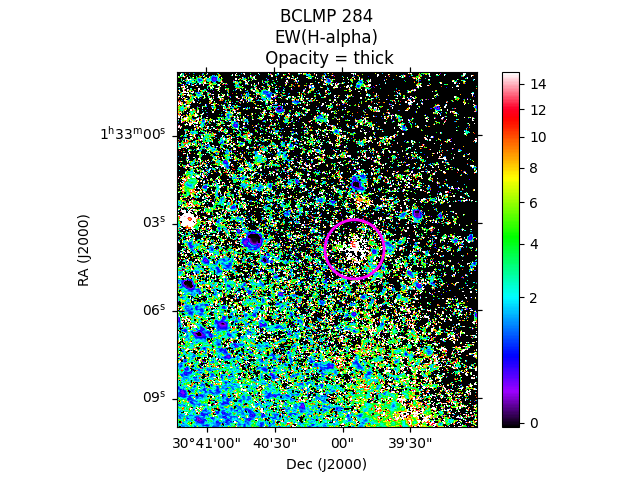 BCLMP 284
EW(H-alpha)
Opacity = thick
RA (J2000)
1ʰ33ᵐ00ˢ
03ˢ
06ˢ
09ˢ
30°41'00" 40'30" 00" 39'30"
Dec (J2000)
14
12
10
8
6
4
2
0